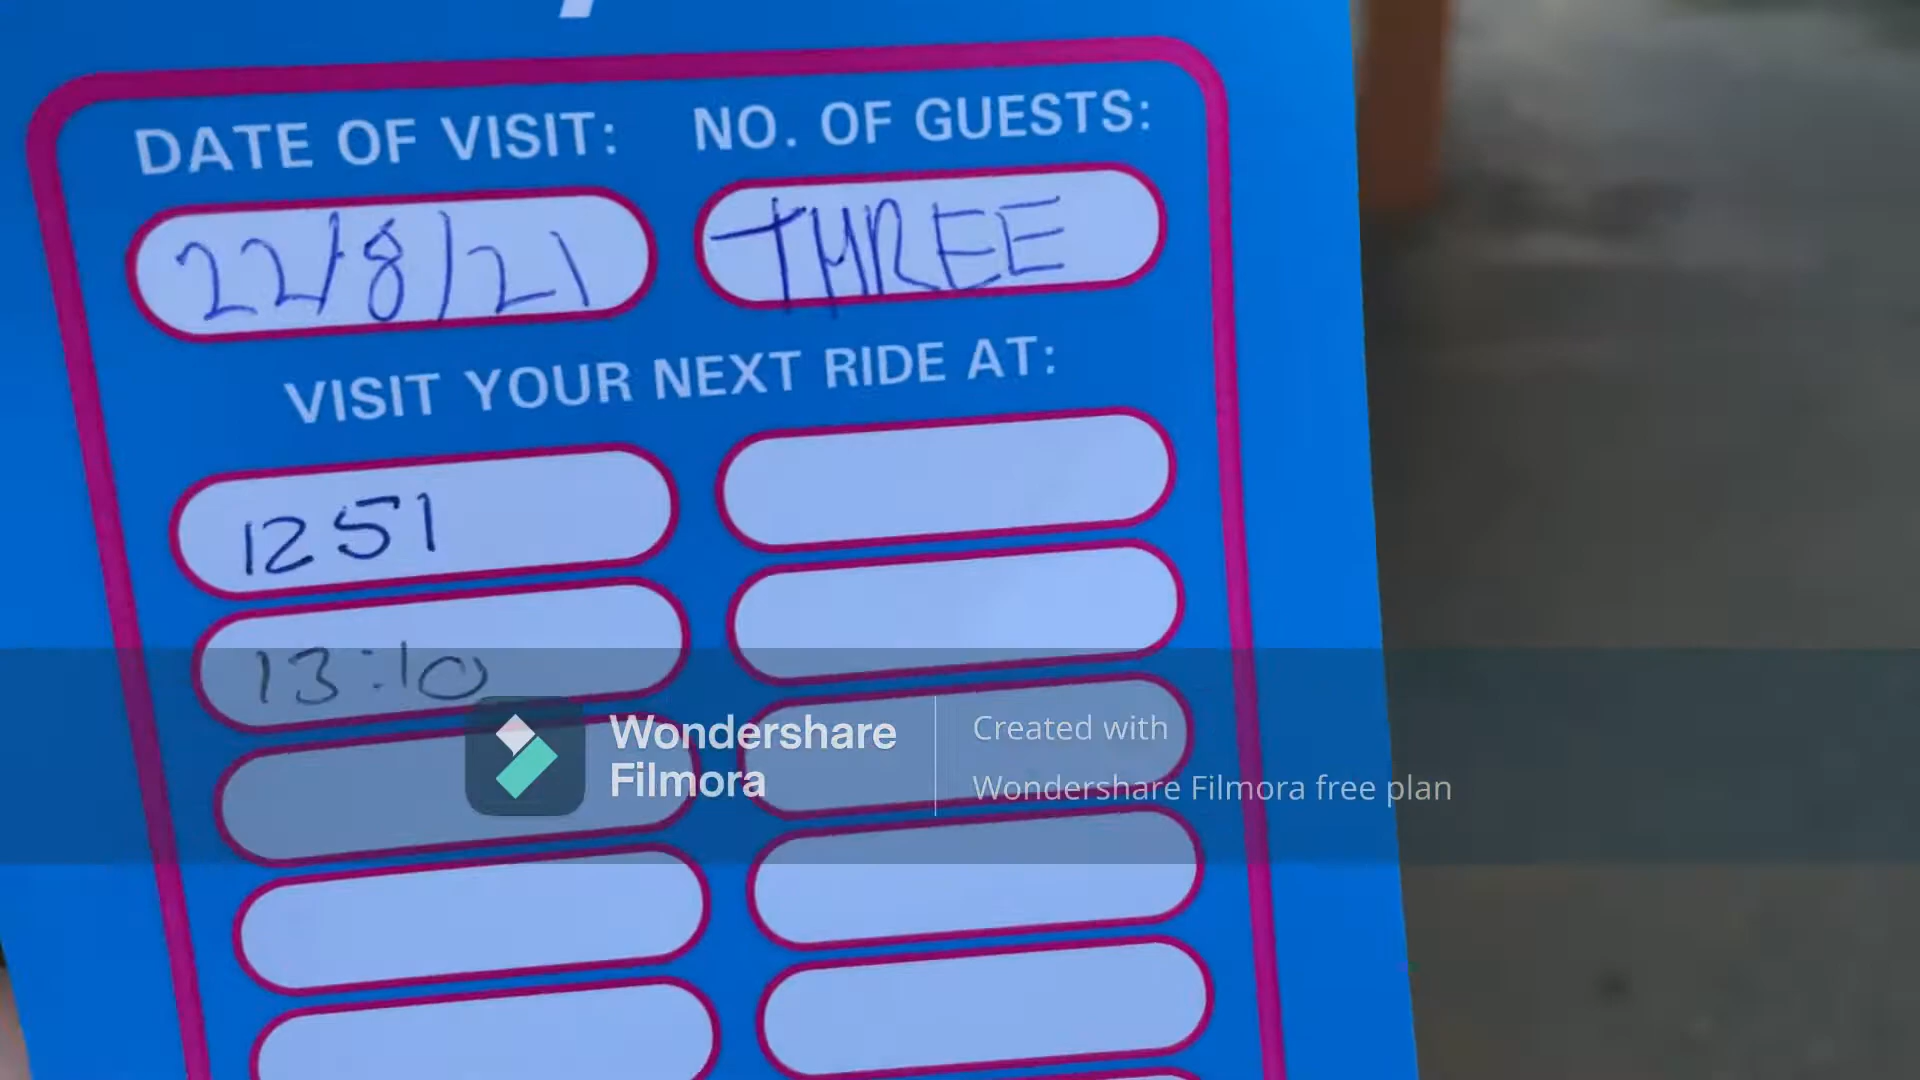 DATE OF VISIT: NO. OF GUESTS:
22/8/21 THREE
VISIT YOUR NEXT RIDE AT:
1251
13:10
Wondershare
Filmora
Created with
Wondershare Filmora free plan